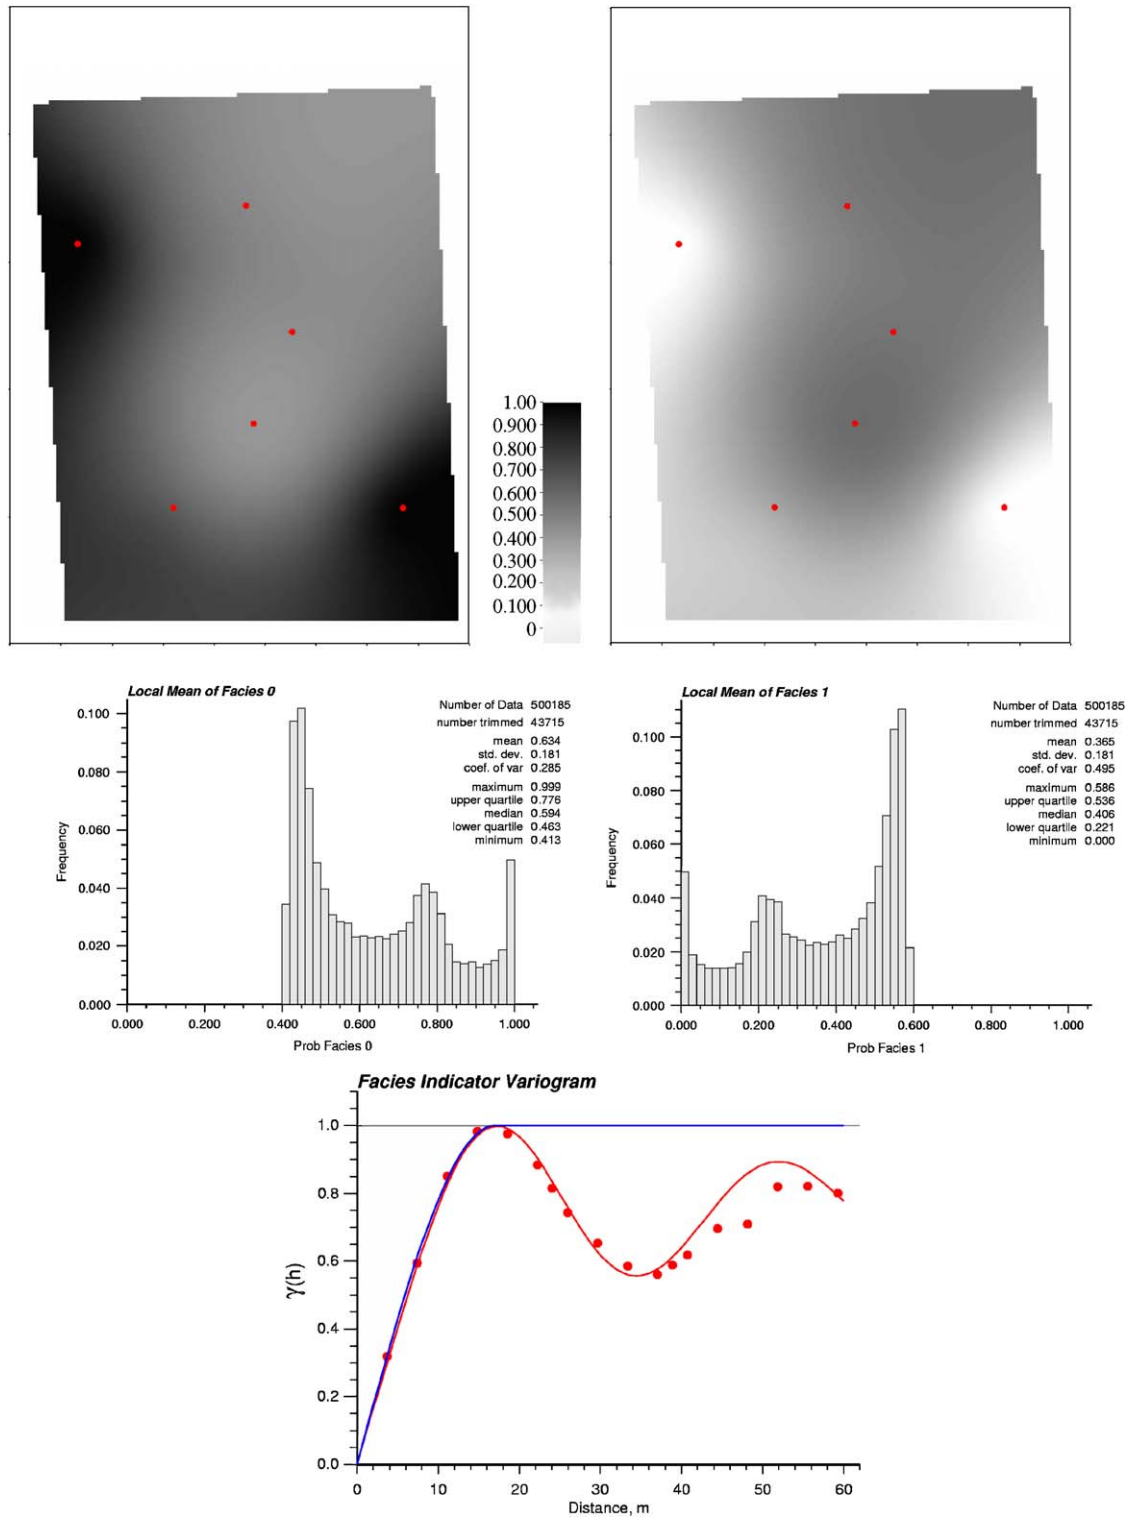 1.00
0.900
0.800
0.700
0.600
0.500
0.400
0.300
0.200
0.100
0
Local Mean of Facies 0
Number of Data 500185
number trimmed 43715
mean 0.634
std. dev. 0.181
coef. of var 0.285
maximum 0.999
upper quartile 0.776
median 0.594
lower quartile 0.463
minimum 0.413
Frequency
0.100
0.080
0.060
0.040
0.020
0.000
0.000 0.200 0.400 0.600 0.800 1.000
Prob Facies 0
Local Mean of Facies 1
Number of Data 500185
number trimmed 43715
mean 0.365
std. dev. 0.181
coef. of var 0.495
maximum 0.586
upper quartile 0.536
median 0.406
lower quartile 0.221
minimum 0.000
Frequency
0.100
0.080
0.060
0.040
0.020
0.000
0.000 0.200 0.400 0.600 0.800 1.000
Prob Facies 1
Facies Indicator Variogram
γ(h)
1.0
0.8
0.6
0.4
0.2
0.0
0 10 20 30 40 50 60
Distance, m